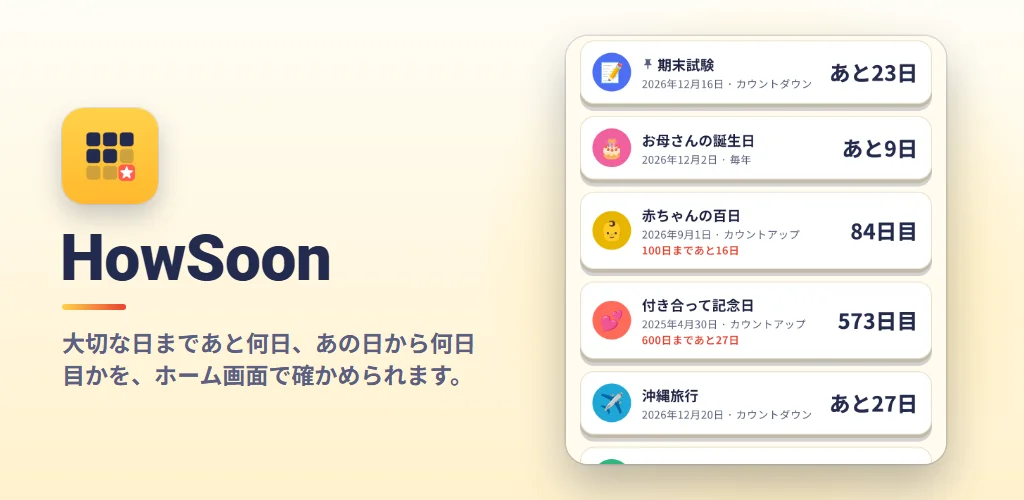 HowSoon
大切な日まであと何日、あの日から何日
目かを、ホーム画面で確かめられます。
期末試験
2026年12月16日 · カウントダウン
あと23日
お母さんの誕生日
2026年12月2日 · 毎年
あと9日
赤ちゃんの百日
2026年9月1日 · カウントアップ
100日まであと16日
84日目
付き合って記念日
2025年4月30日 · カウントアップ
600日まであと27日
573日目
沖縄旅行
2026年12月20日 · カウントダウン
あと27日